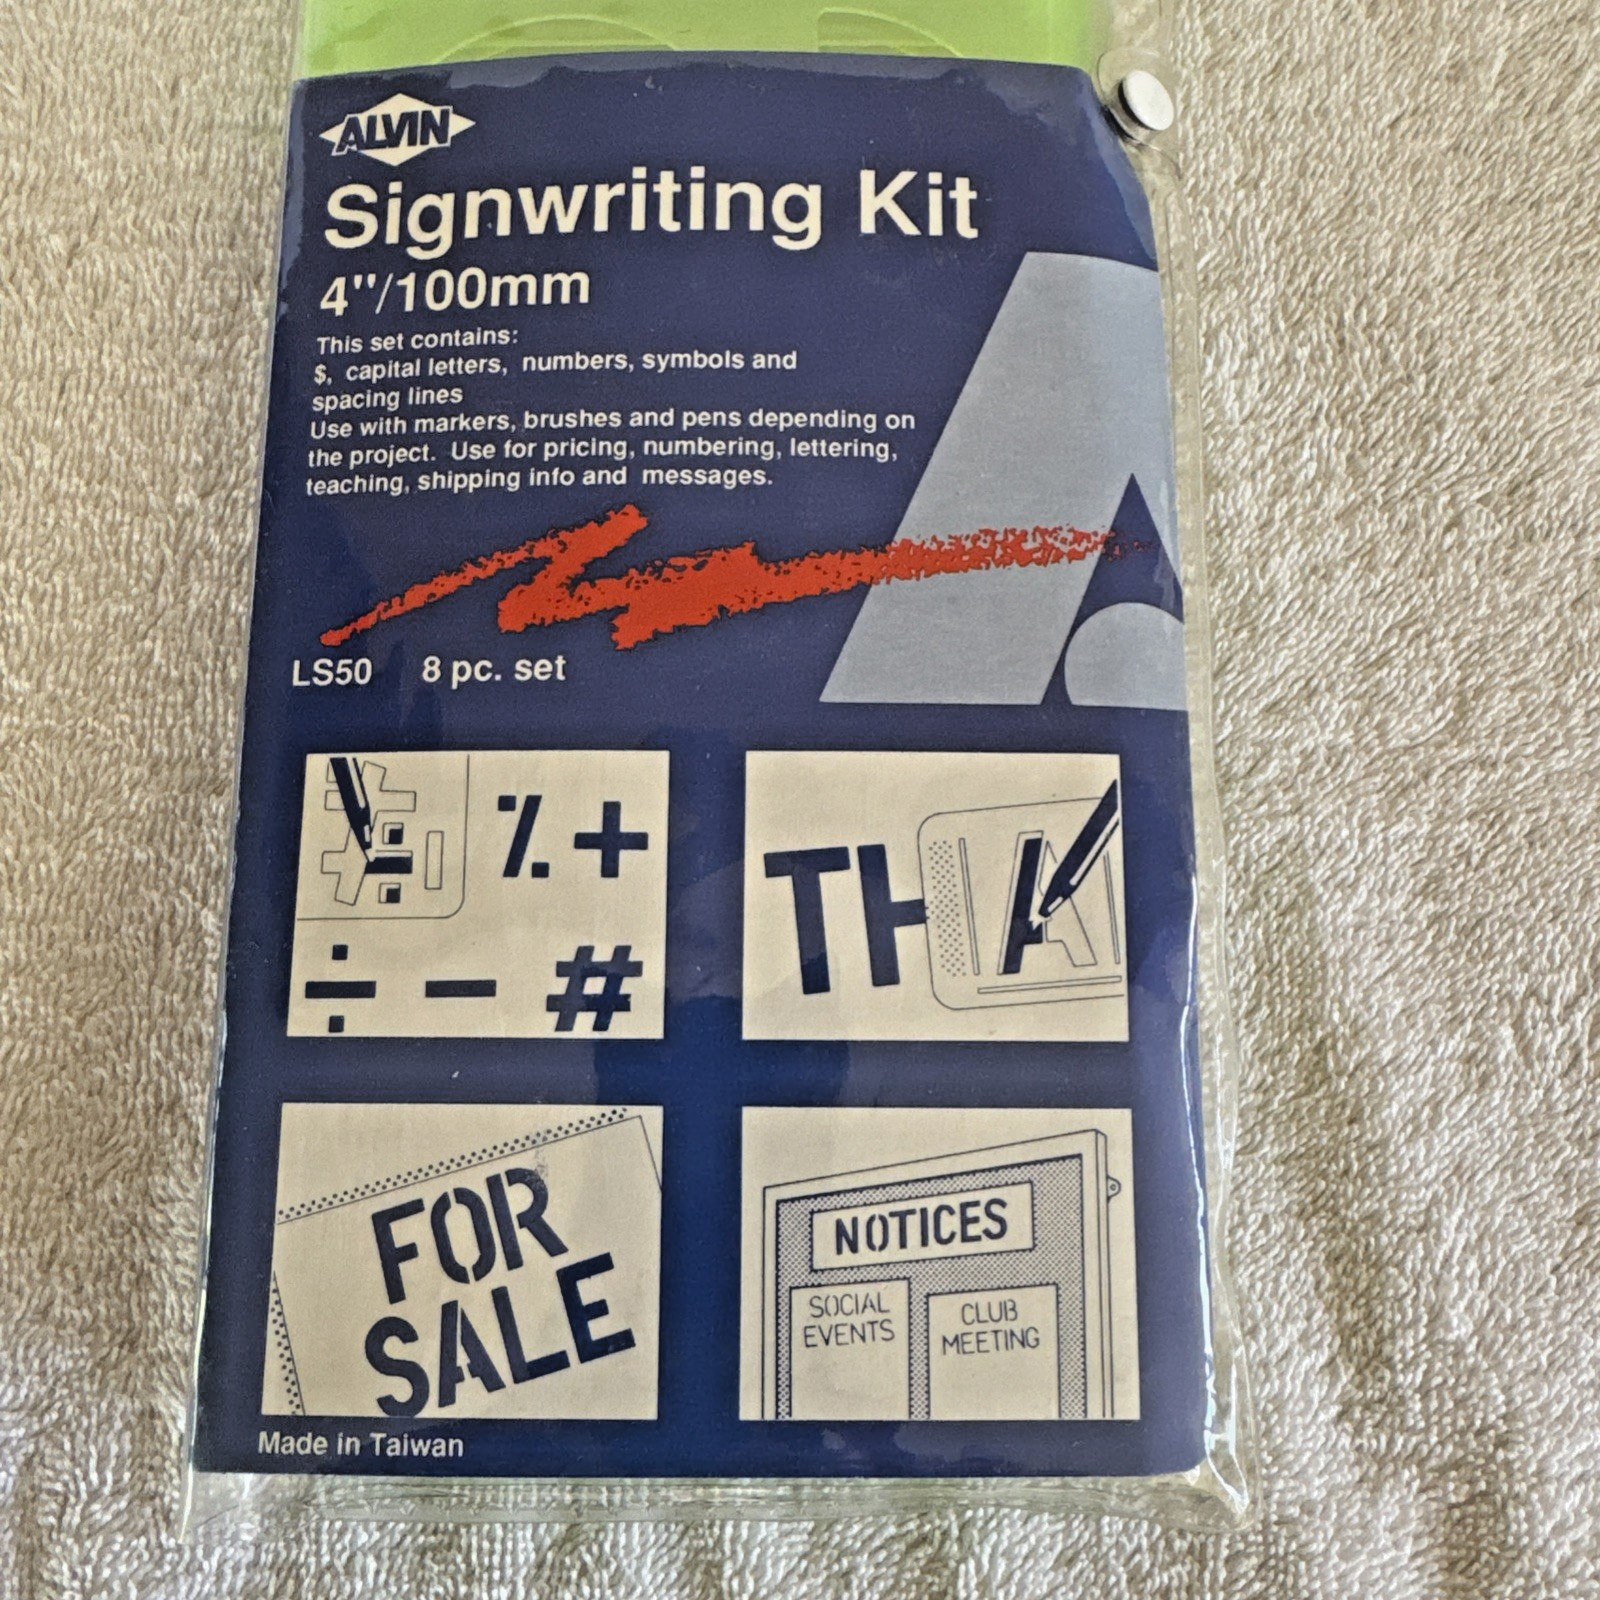 ALVIN
Signwriting Kit
4"/100mm
This set contains:
$, capital letters, numbers, symbols and
spacing lines
Use with markers, brushes and pens depending on
the project. Use for pricing, numbering, lettering,
teaching, shipping info and messages.
LS50 8 pc. set
% +
÷ − #
THA
FOR
SALE
NOTICES
SOCIAL
EVENTS
CLUB
MEETING
Made in Taiwan